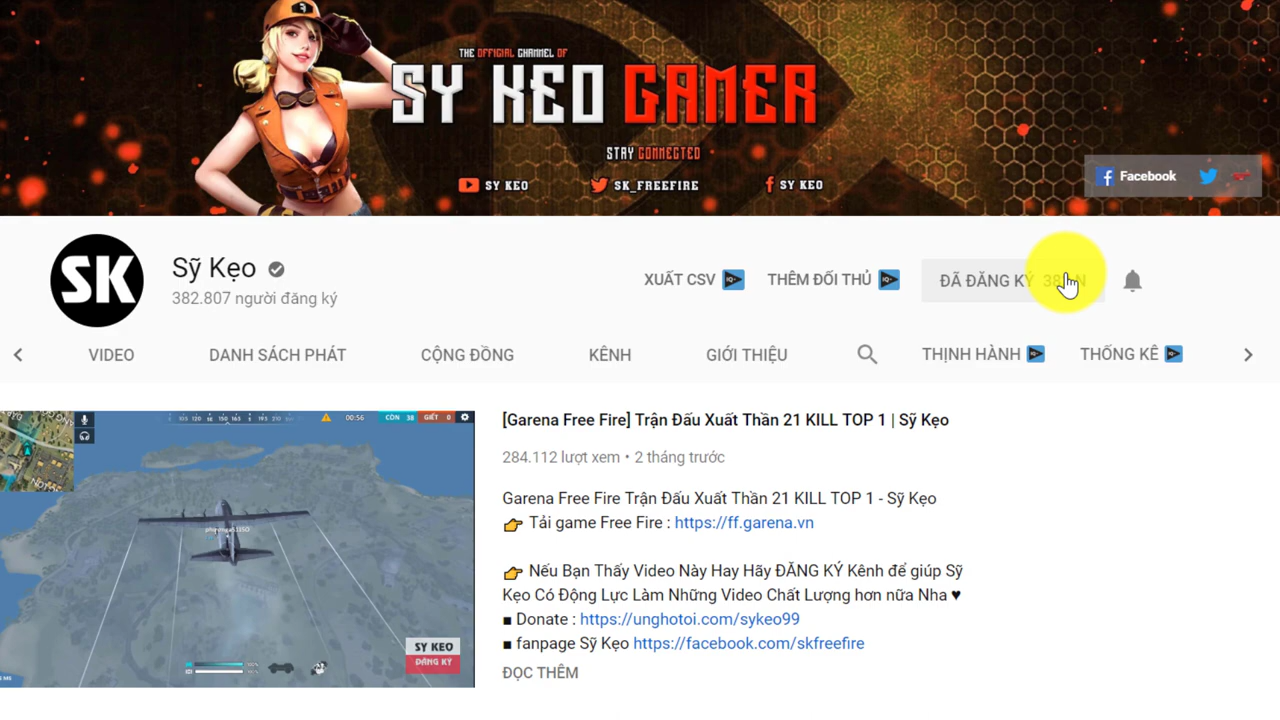 THE OFFICIAL CHANNEL OF
SY KEO GAMER
STAY CONNECTED
SY KEO
SK_FREEFIRE
SY KEO
Facebook
SK
Sỹ Kẹo
382.807 người đăng ký
XUẤT CSV
THÊM ĐỐI THỦ
ĐÃ ĐĂNG KÝ
VIDEO
DANH SÁCH PHÁT
CỘNG ĐỒNG
KÊNH
GIỚI THIỆU
THỊNH HÀNH
THỐNG KÊ
00:56
CÒN 38
GIẾT 0
SY KEO
ĐĂNG KÝ
[Garena Free Fire] Trận Đấu Xuất Thần 21 KILL TOP 1 | Sỹ Kẹo
284.112 lượt xem • 2 tháng trước
Garena Free Fire Trận Đấu Xuất Thần 21 KILL TOP 1 - Sỹ Kẹo
👉 Tải game Free Fire : https://ff.garena.vn
👉 Nếu Bạn Thấy Video Này Hay Hãy ĐĂNG KÝ Kênh để giúp Sỹ
Kẹo Có Động Lực Làm Những Video Chất Lượng hơn nữa Nha ♥
■ Donate : https://unghotoi.com/sykeo99
■ fanpage Sỹ Kẹo https://facebook.com/skfreefire
ĐỌC THÊM